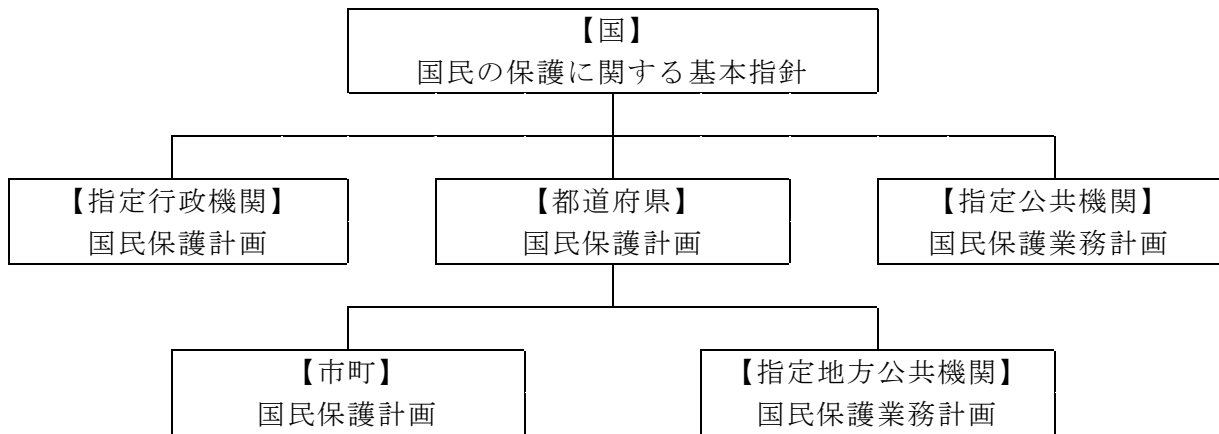 【国】
国民の保護に関する基本指針
【指定行政機関】
国民保護計画
【都道府県】
国民保護計画
【指定公共機関】
国民保護業務計画
【市町】
国民保護計画
【指定地方公共機関】
国民保護業務計画